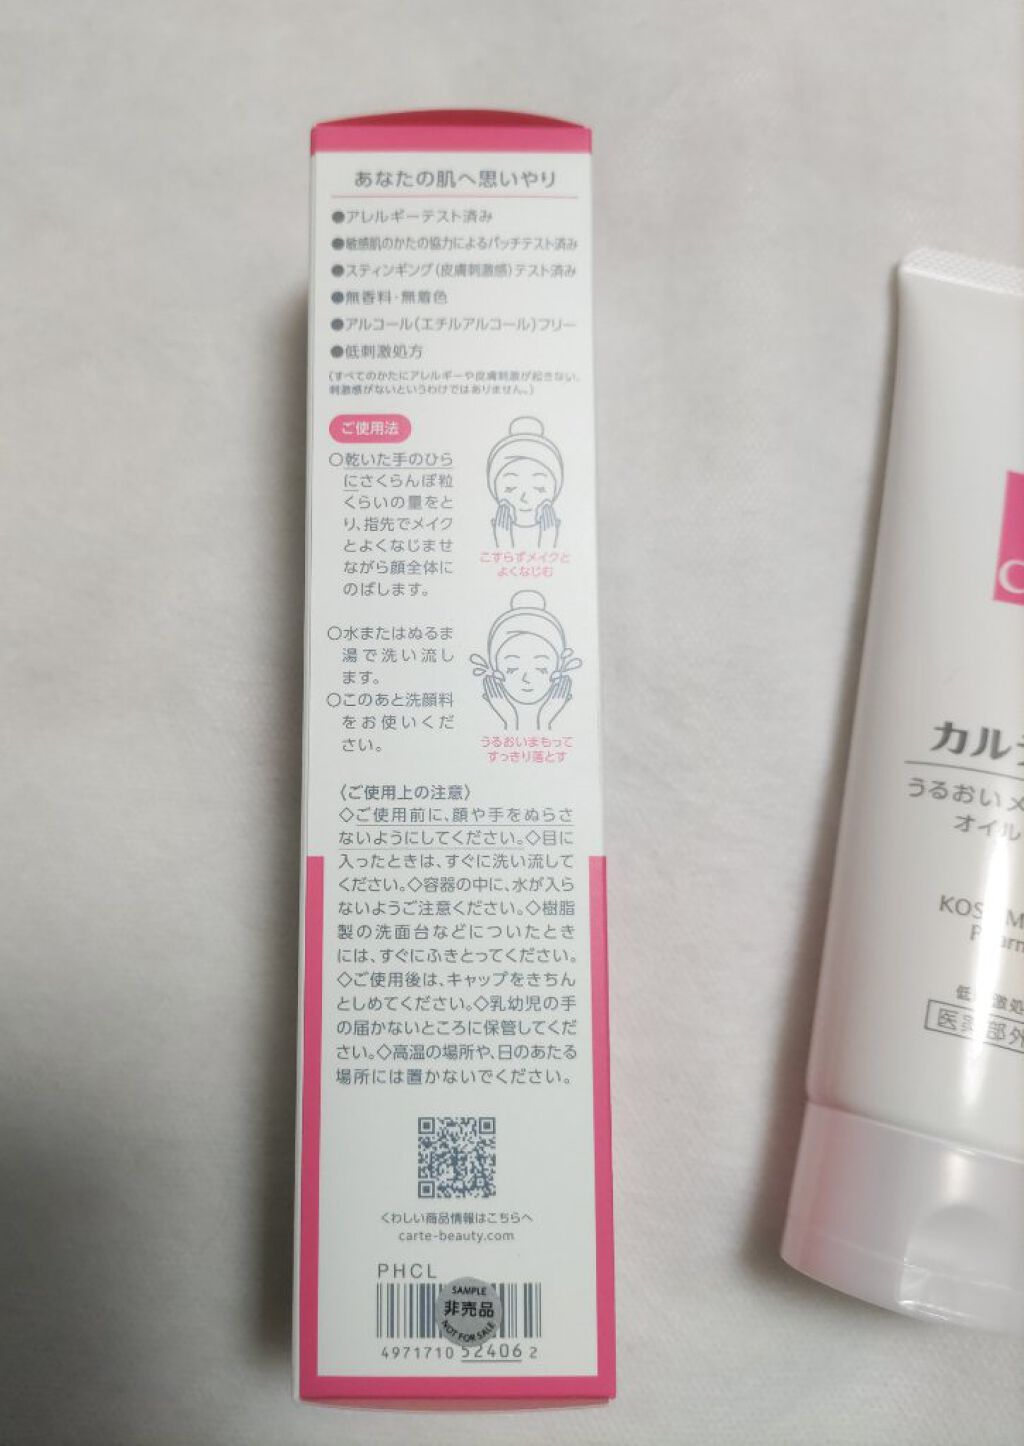 あなたの肌へ思いやり
●アレルギーテスト済み
●敏感肌のかたの協力によるパッチテスト済み
●スティンギング(皮膚刺激感)テスト済み
●無香料・無着色
●アルコール(エチルアルコール)フリー
●低刺激処方
(すべてのかたにアレルギーや皮膚刺激が起きない、
刺激感がないというわけではありません。)
ご使用法
○乾いた手のひら
にさくらんぼ粒
くらいの量をと
り、指先でメイク
とよくなじませ
ながら顔全体に
のばします。
こすらずメイクと
よくなじむ
○水またはぬるま
湯で洗い流し
ます。
○このあと洗顔料
をお使いくだ
さい。
うるおいまもって
すっきり落とす
〈ご使用上の注意〉
◇ご使用前に、顔や手をぬらさ
ないようにしてください。◇目に
入ったときは、すぐに洗い流して
ください。◇容器の中に、水が入ら
ないようご注意ください。◇樹脂
製の洗面台などについたとき
には、すぐにふきとってください。
◇ご使用後は、キャップをきちん
としめてください。◇乳幼児の手
の届かないところに保管してくだ
さい。◇高温の場所や、日のあたる
場所には置かないでください。
くわしい商品情報はこちらへ
carte-beauty.com
PHCL
SAMPLE
非売品
NOT FOR SALE
4971710 524062
C
カル
うるおい
オイル
KOS